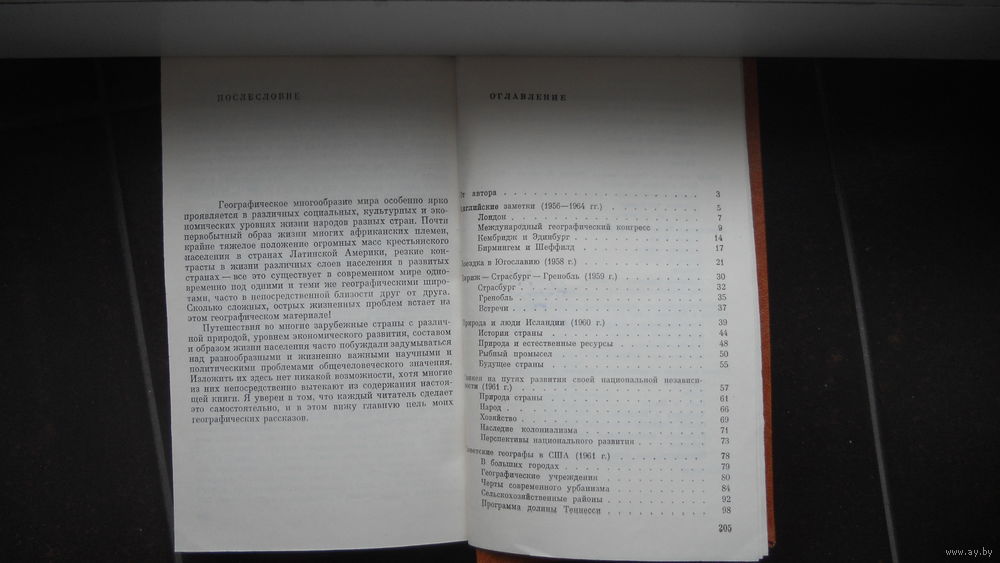 ПОСЛЕСЛОВИЕ
Географическое многообразие мира особенно ярко
проявляется в различных социальных, культурных и эко-
номических уровнях жизни народов разных стран. Почти
первобытный образ жизни многих африканских племен,
крайне тяжелое положение огромных масс крестьянского
населения в странах Латинской Америки, резкие кон-
трасты в жизни различных слоев населения в развитых
странах — все это существует в современном мире одно-
временно под одними и теми же географическими широ-
тами, часто в непосредственной близости друг от друга.
Сколько сложных, острых жизненных проблем встает на
этом географическом материале!
Путешествия во многие зарубежные страны с различ-
ной природой, уровнем экономического развития, составом
и образом жизни населения часто побуждали задумываться
над разнообразными и жизненно важными научными и
политическими проблемами общечеловеческого значения.
Изложить их здесь нет никакой возможности, хотя многие
из них непосредственно вытекают из содержания настоя-
щей книги. Я уверен в том, что каждый читатель сделает
это самостоятельно, и в этом вижу главную цель моих
географических рассказов.
ОГЛАВЛЕНИЕ
От автора . . . 3
Английские заметки (1956—1964 гг.) . . . 5
Лондон . . . 7
Международный географический конгресс . . . 9
Кембридж и Эдинбург . . . 14
Бирмингем и Шеффилд . . . 17
Поездка в Югославию (1958 г.) . . . 21
Париж — Страсбург — Гренобль (1959 г.) . . . 30
Страсбург . . . 32
Гренобль . . . 35
Встречи . . . 37
Природа и люди Исландии (1960 г.) . . . 39
История страны . . . 44
Природа и естественные ресурсы . . . 48
Рыбный промысел . . . 50
Будущее страны . . . 55
на путях развития своей национальной независи-
мости (1961 г.) . . . 57
Природа страны . . . 61
Народ . . . 66
Хозяйство . . . 69
Наследие колониализма . . . 71
Перспективы национального развития . . . 73
Советские географы в США (1961 г.) . . . 78
В больших городах . . . 79
Географические учреждения . . . 80
Черты современного урбанизма . . . 84
Сельскохозяйственные районы . . . 92
Программа долины Теннесси . . . 98
205
www.ay.by